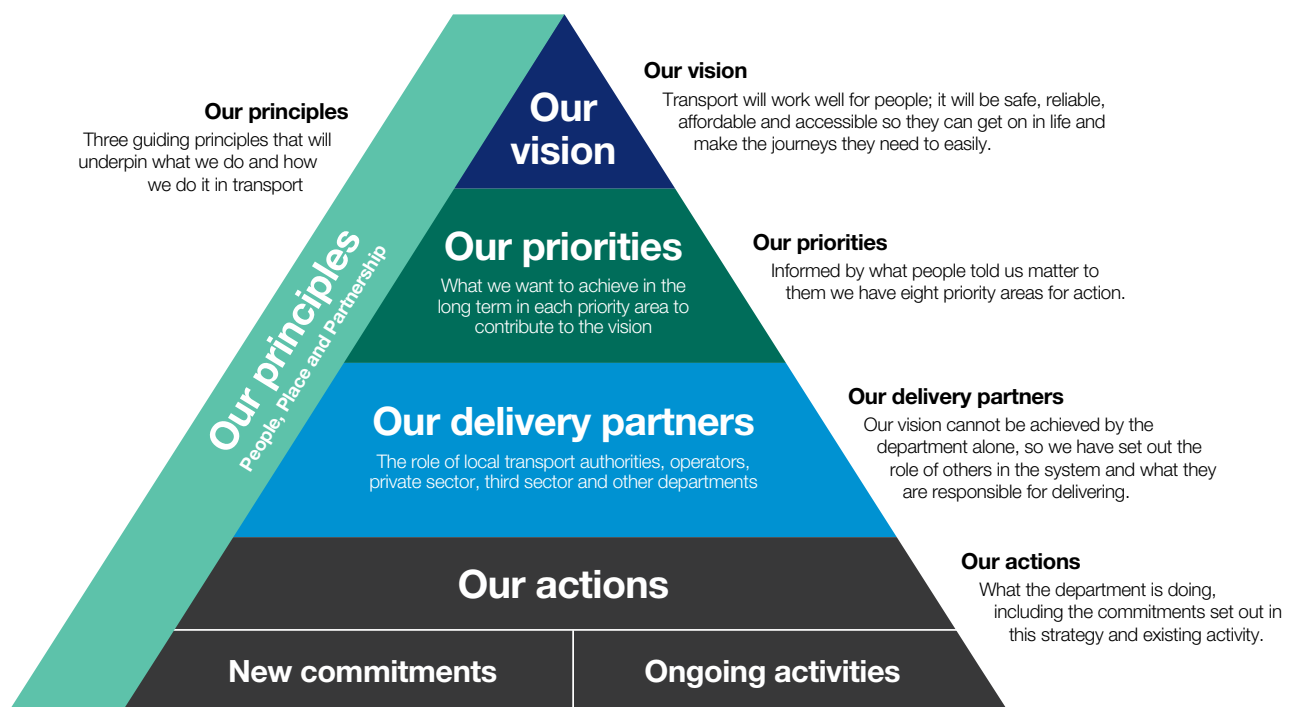 Our principles
Three guiding principles that will
underpin what we do and how
we do it in transport
Our principles
People, Place and Partnership
Our
vision
Our vision
Transport will work well for people; it will be safe, reliable,
affordable and accessible so they can get on in life and
make the journeys they need to easily.
Our priorities
What we want to achieve in the
long term in each priority area to
contribute to the vision
Our priorities
Informed by what people told us matter to
them we have eight priority areas for action.
Our delivery partners
The role of local transport authorities, operators,
private sector, third sector and other departments
Our delivery partners
Our vision cannot be achieved by the
department alone, so we have set out the
role of others in the system and what they
are responsible for delivering.
Our actions
Our actions
What the department is doing,
including the commitments set out in
this strategy and existing activity.
New commitments
Ongoing activities